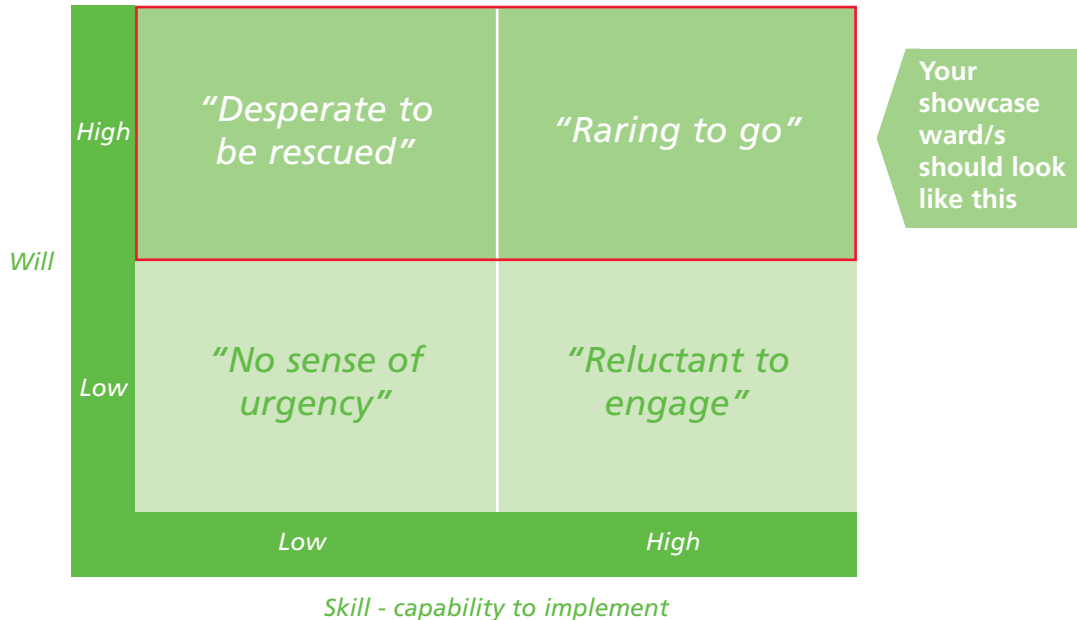 High
“Desperate to
be rescued”
“Raring to go”
Your
showcase
ward/s
should look
like this
Will
Low
“No sense of
urgency”
“Reluctant to
engage”
Low
High
Skill - capability to implement